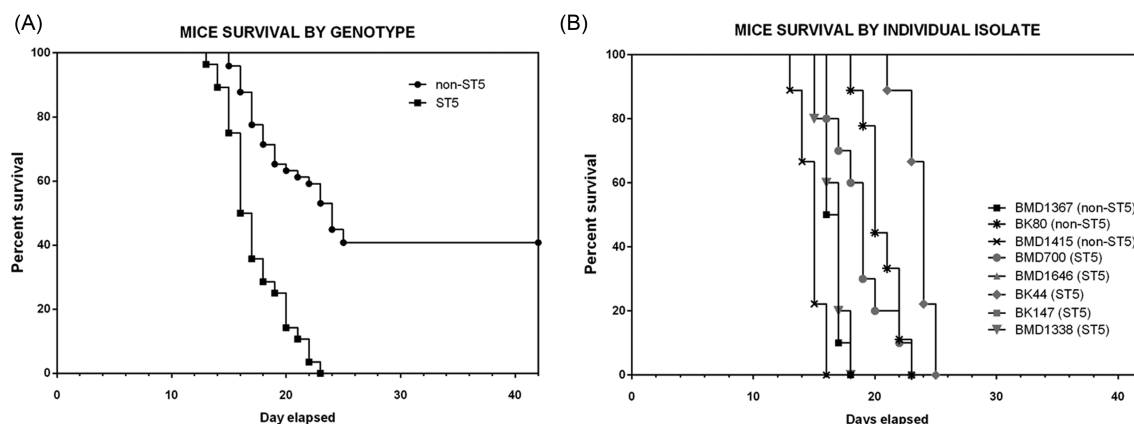 (A)
MICE SURVIVAL BY GENOTYPE
100
80
60
40
20
0
Percent survival
non-ST5
ST5
0 10 20 30 40
Day elapsed
(B)
MICE SURVIVAL BY INDIVIDUAL ISOLATE
100
80
60
40
20
0
Percent survival
BMD1367 (non-ST5)
BK80 (non-ST5)
BMD1415 (non-ST5)
BMD700 (ST5)
BMD1646 (ST5)
BK44 (ST5)
BK147 (ST5)
BMD1338 (ST5)
0 10 20 30 40
Days elapsed